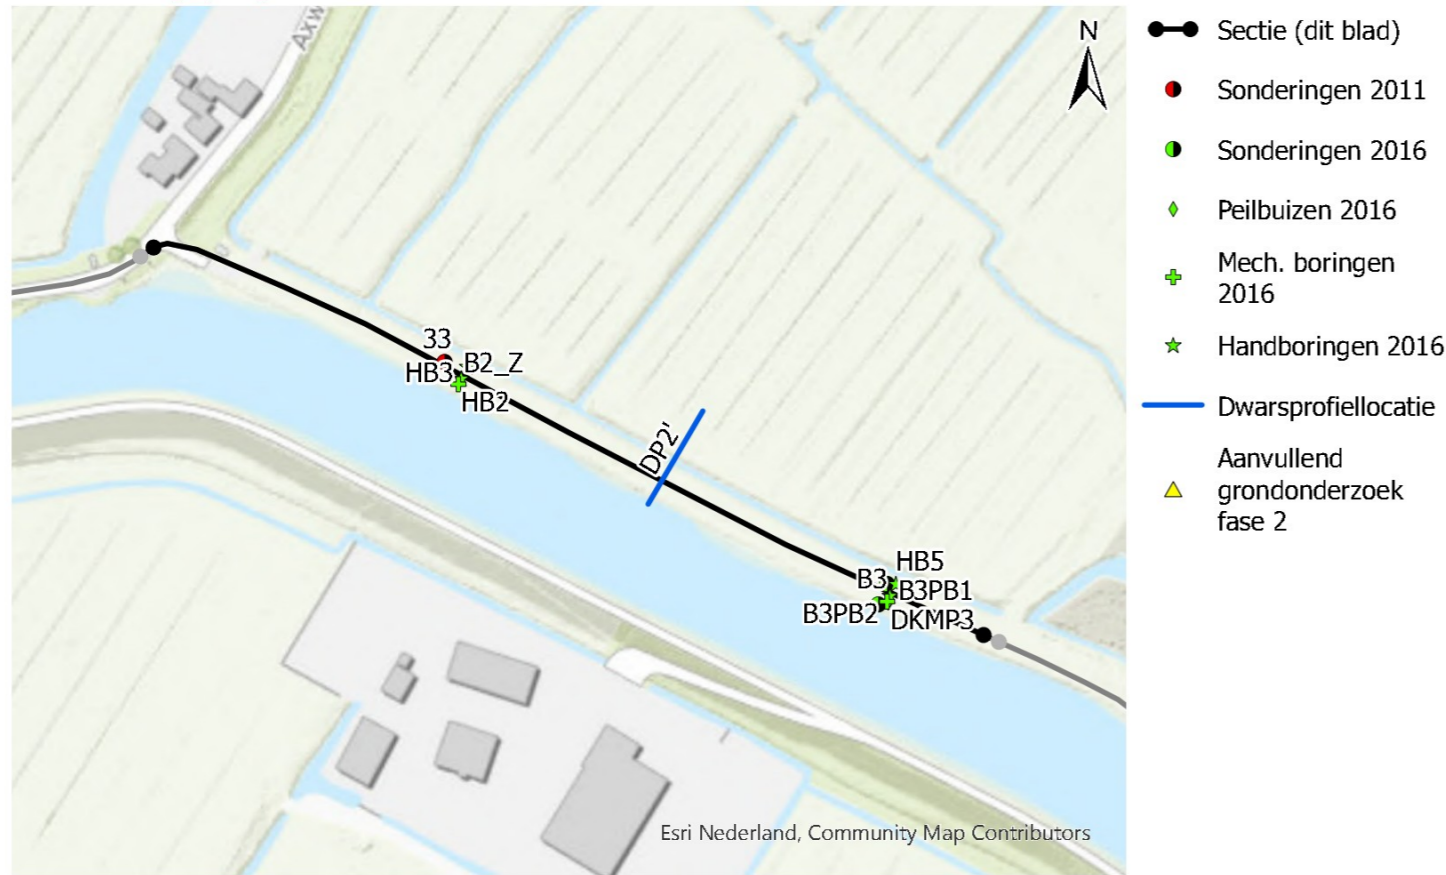 Axw
N
33
B2_Z
HB3
HB2
DP2'
HB5
B3
B3PB1
B3PB2
DKMP3
Esri Nederland, Community Map Contributors
Sectie (dit blad)
Sonderingen 2011
Sonderingen 2016
Peilbuizen 2016
Mech. boringen
2016
Handboringen 2016
Dwarsprofiellocatie
Aanvullend
grondonderzoek
fase 2